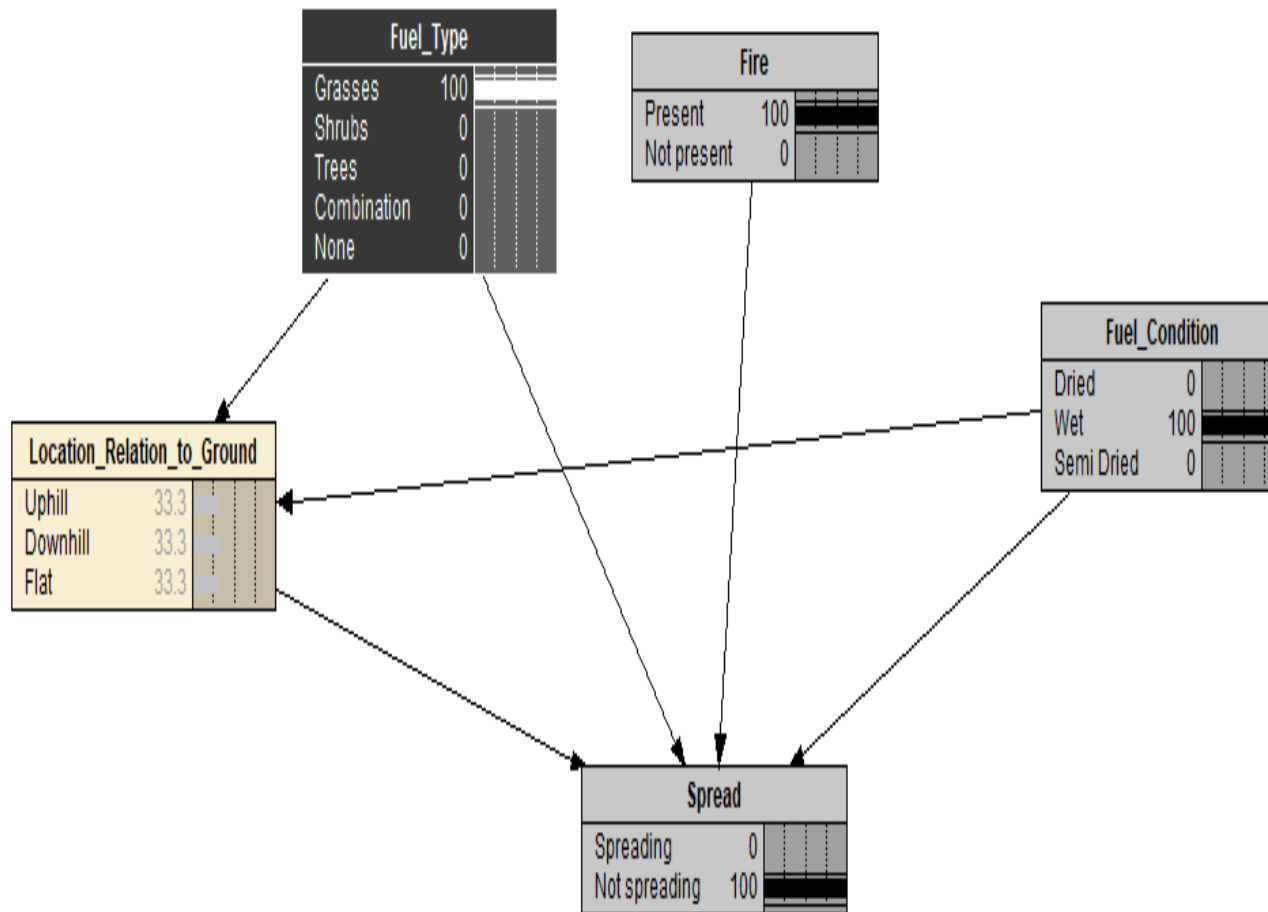 Fuel_Type
Grasses 100
Shrubs 0
Trees 0
Combination 0
None 0
Fire
Present 100
Not present 0
Fuel_Condition
Dried 0
Wet 100
Semi Dried 0
Location_Relation_to_Ground
Uphill 33.3
Downhill 33.3
Flat 33.3
Spread
Spreading 0
Not spreading 100